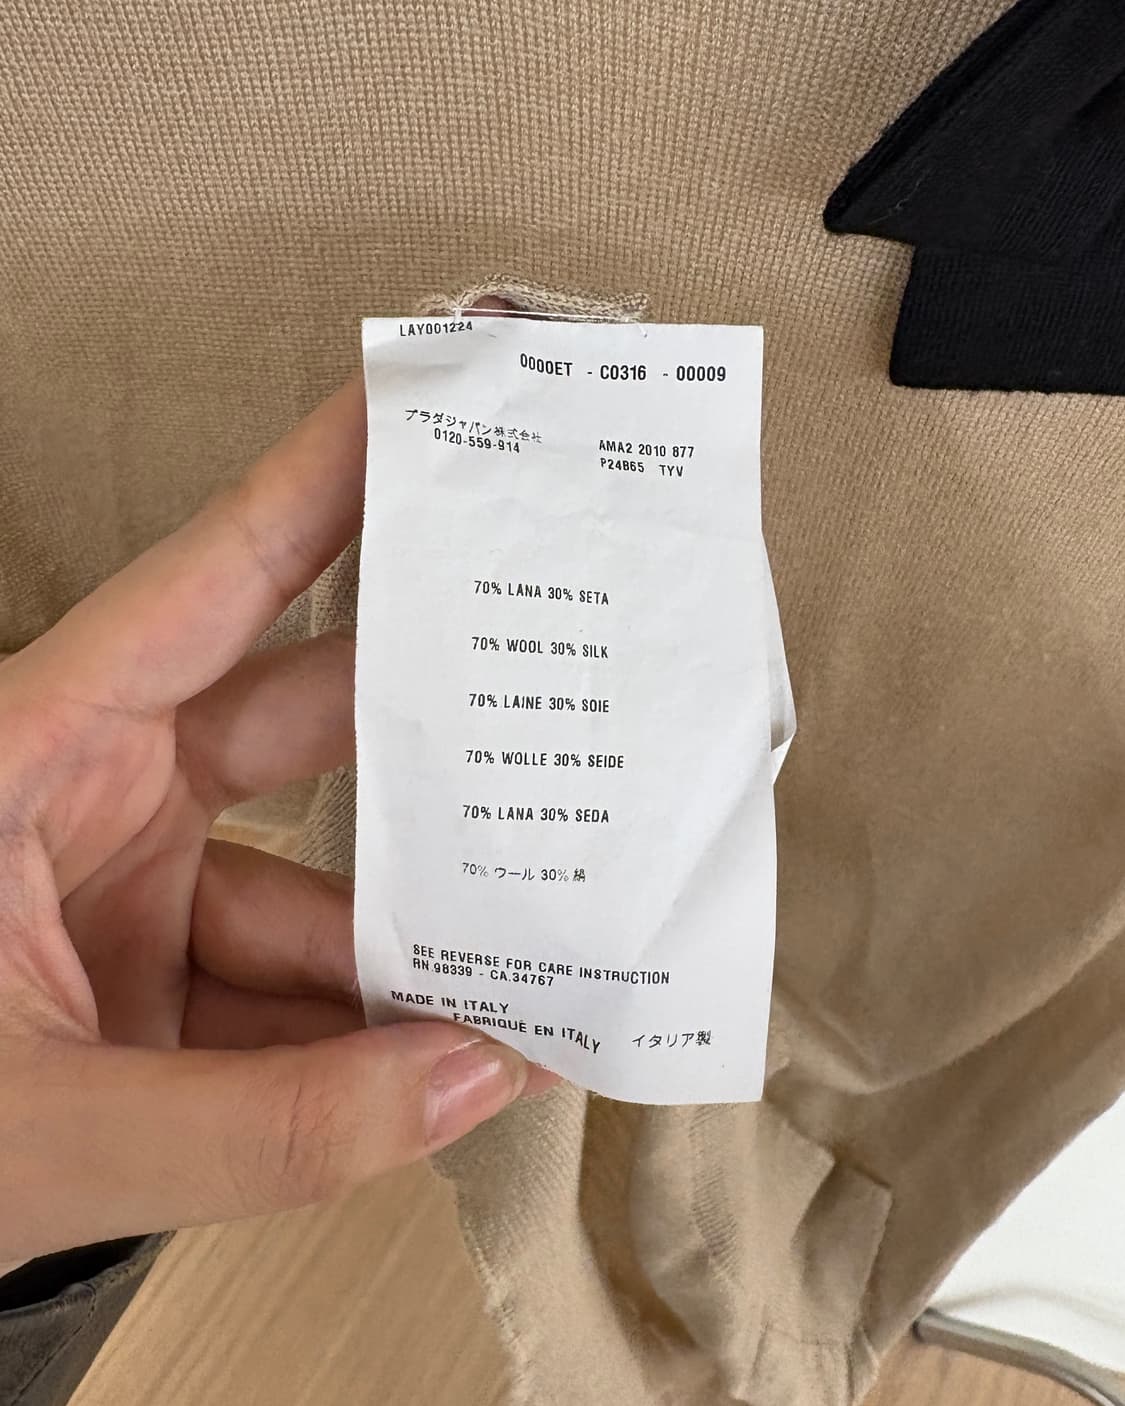 LAY001224
0000ET - C0316 - 00009
プラダジャパン株式会社
0120-559-914
AMA2 2010 877
P24B65 TYV
70% LANA 30% SETA
70% WOOL 30% SILK
70% LAINE 30% SOIE
70% WOLLE 30% SEIDE
70% LANA 30% SEDA
70% ウール 30% 絹
SEE REVERSE FOR CARE INSTRUCTION
RN.98339 - CA.34767
MADE IN ITALY
FABRIQUÉ EN ITALY
イタリア製